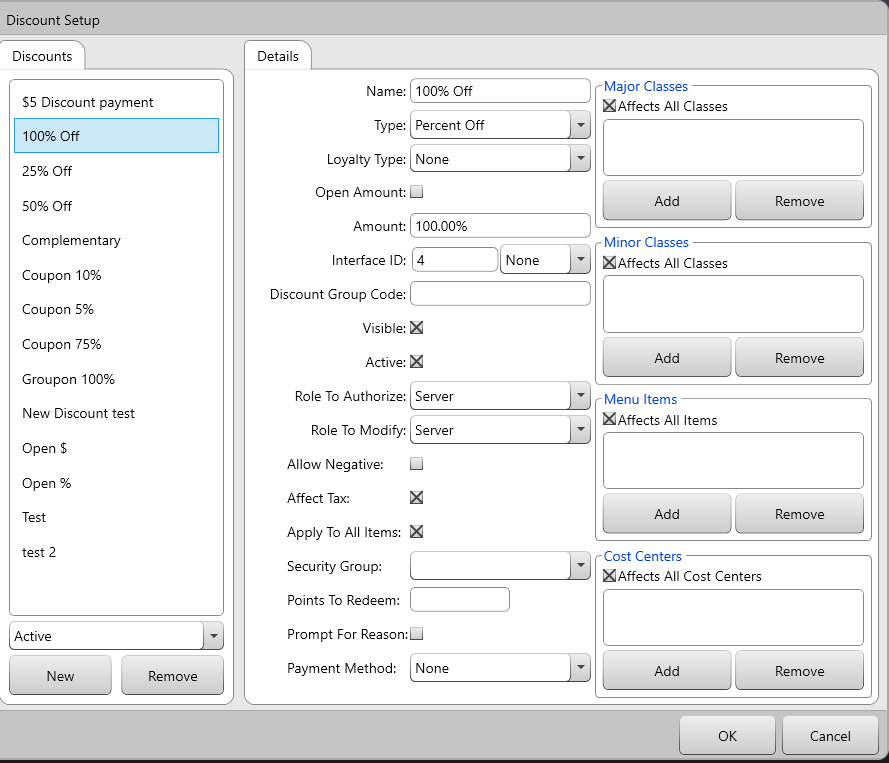 Discount Setup
Discounts
$5 Discount payment
100% Off
25% Off
50% Off
Complementary
Coupon 10%
Coupon 5%
Coupon 75%
Groupon 100%
New Discount test
Open $
Open %
Test
test 2
Active
New Remove
Details
Name: 100% Off
Type: Percent Off
Loyalty Type: None
Open Amount:
Amount: 100.00%
Interface ID: 4 None
Discount Group Code:
Visible:
Active:
Role To Authorize: Server
Role To Modify: Server
Allow Negative:
Affect Tax:
Apply To All Items:
Security Group:
Points To Redeem:
Prompt For Reason:
Payment Method: None
Major Classes
Affects All Classes
Add Remove
Minor Classes
Affects All Classes
Add Remove
Menu Items
Affects All Items
Add Remove
Cost Centers
Affects All Cost Centers
Add Remove
OK Cancel